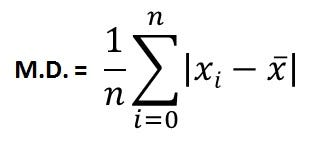 M.D. = 1/n ∑_{i=0}^{n} |x_i − x̄|